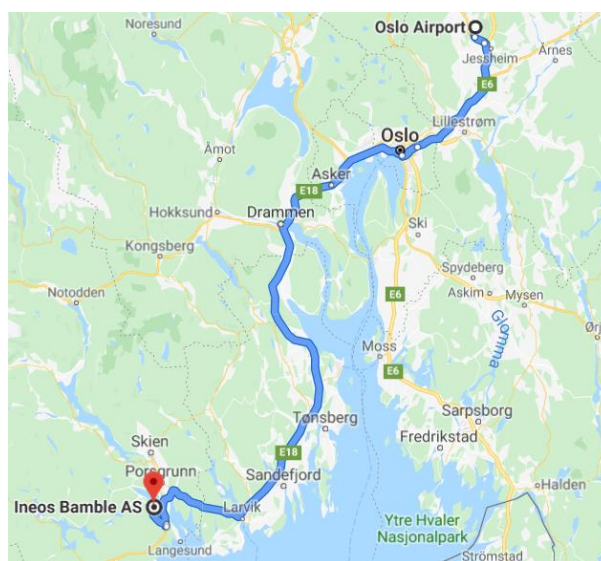 Noresund
Oslo Airport
Jessheim
Årnes
E6
Lillestrøm
Oslo
Åmot
Asker
E18
Hokksund
Drammen
Ski
Kongsberg
Spydeberg
Notodden
E6
Askim
Mysen
Glomma
Ørj
Moss
E6
Tønsberg
Sarpsborg
Skien
E18
Fredrikstad
Porsgrunn
Sandefjord
Halden
Ineos Bamble AS
Larvik
Ytre Hvaler
Nasjonalpark
Langesund
Strömstad